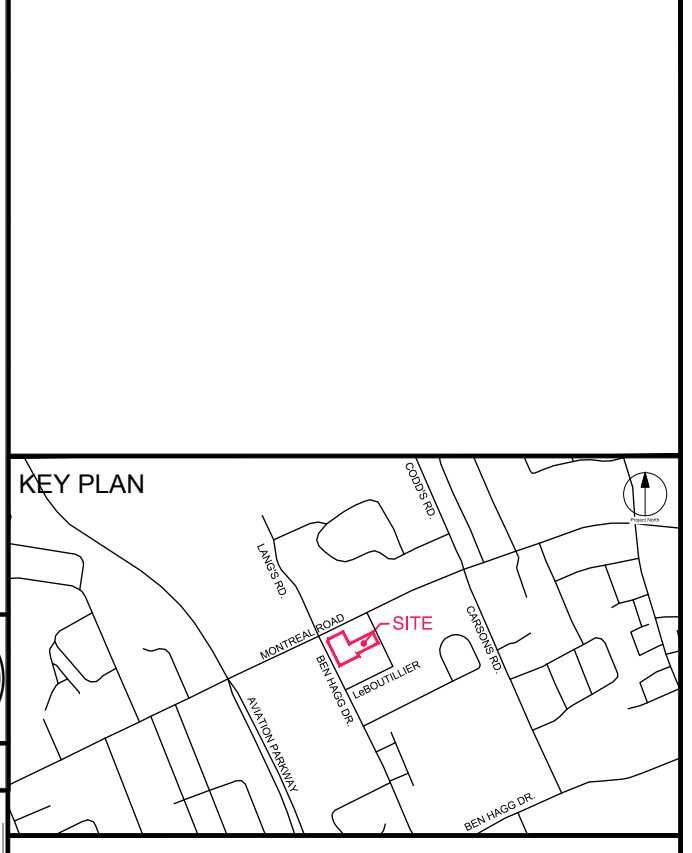 KEY PLAN
CODD'S RD.
Project North
LANG'S RD.
MONTREAL ROAD
SITE
CARSONS RD.
BEN HAGG DR.
LeBOUTILLIER
AVIATION PARKWAY
BEN HAGG DR.